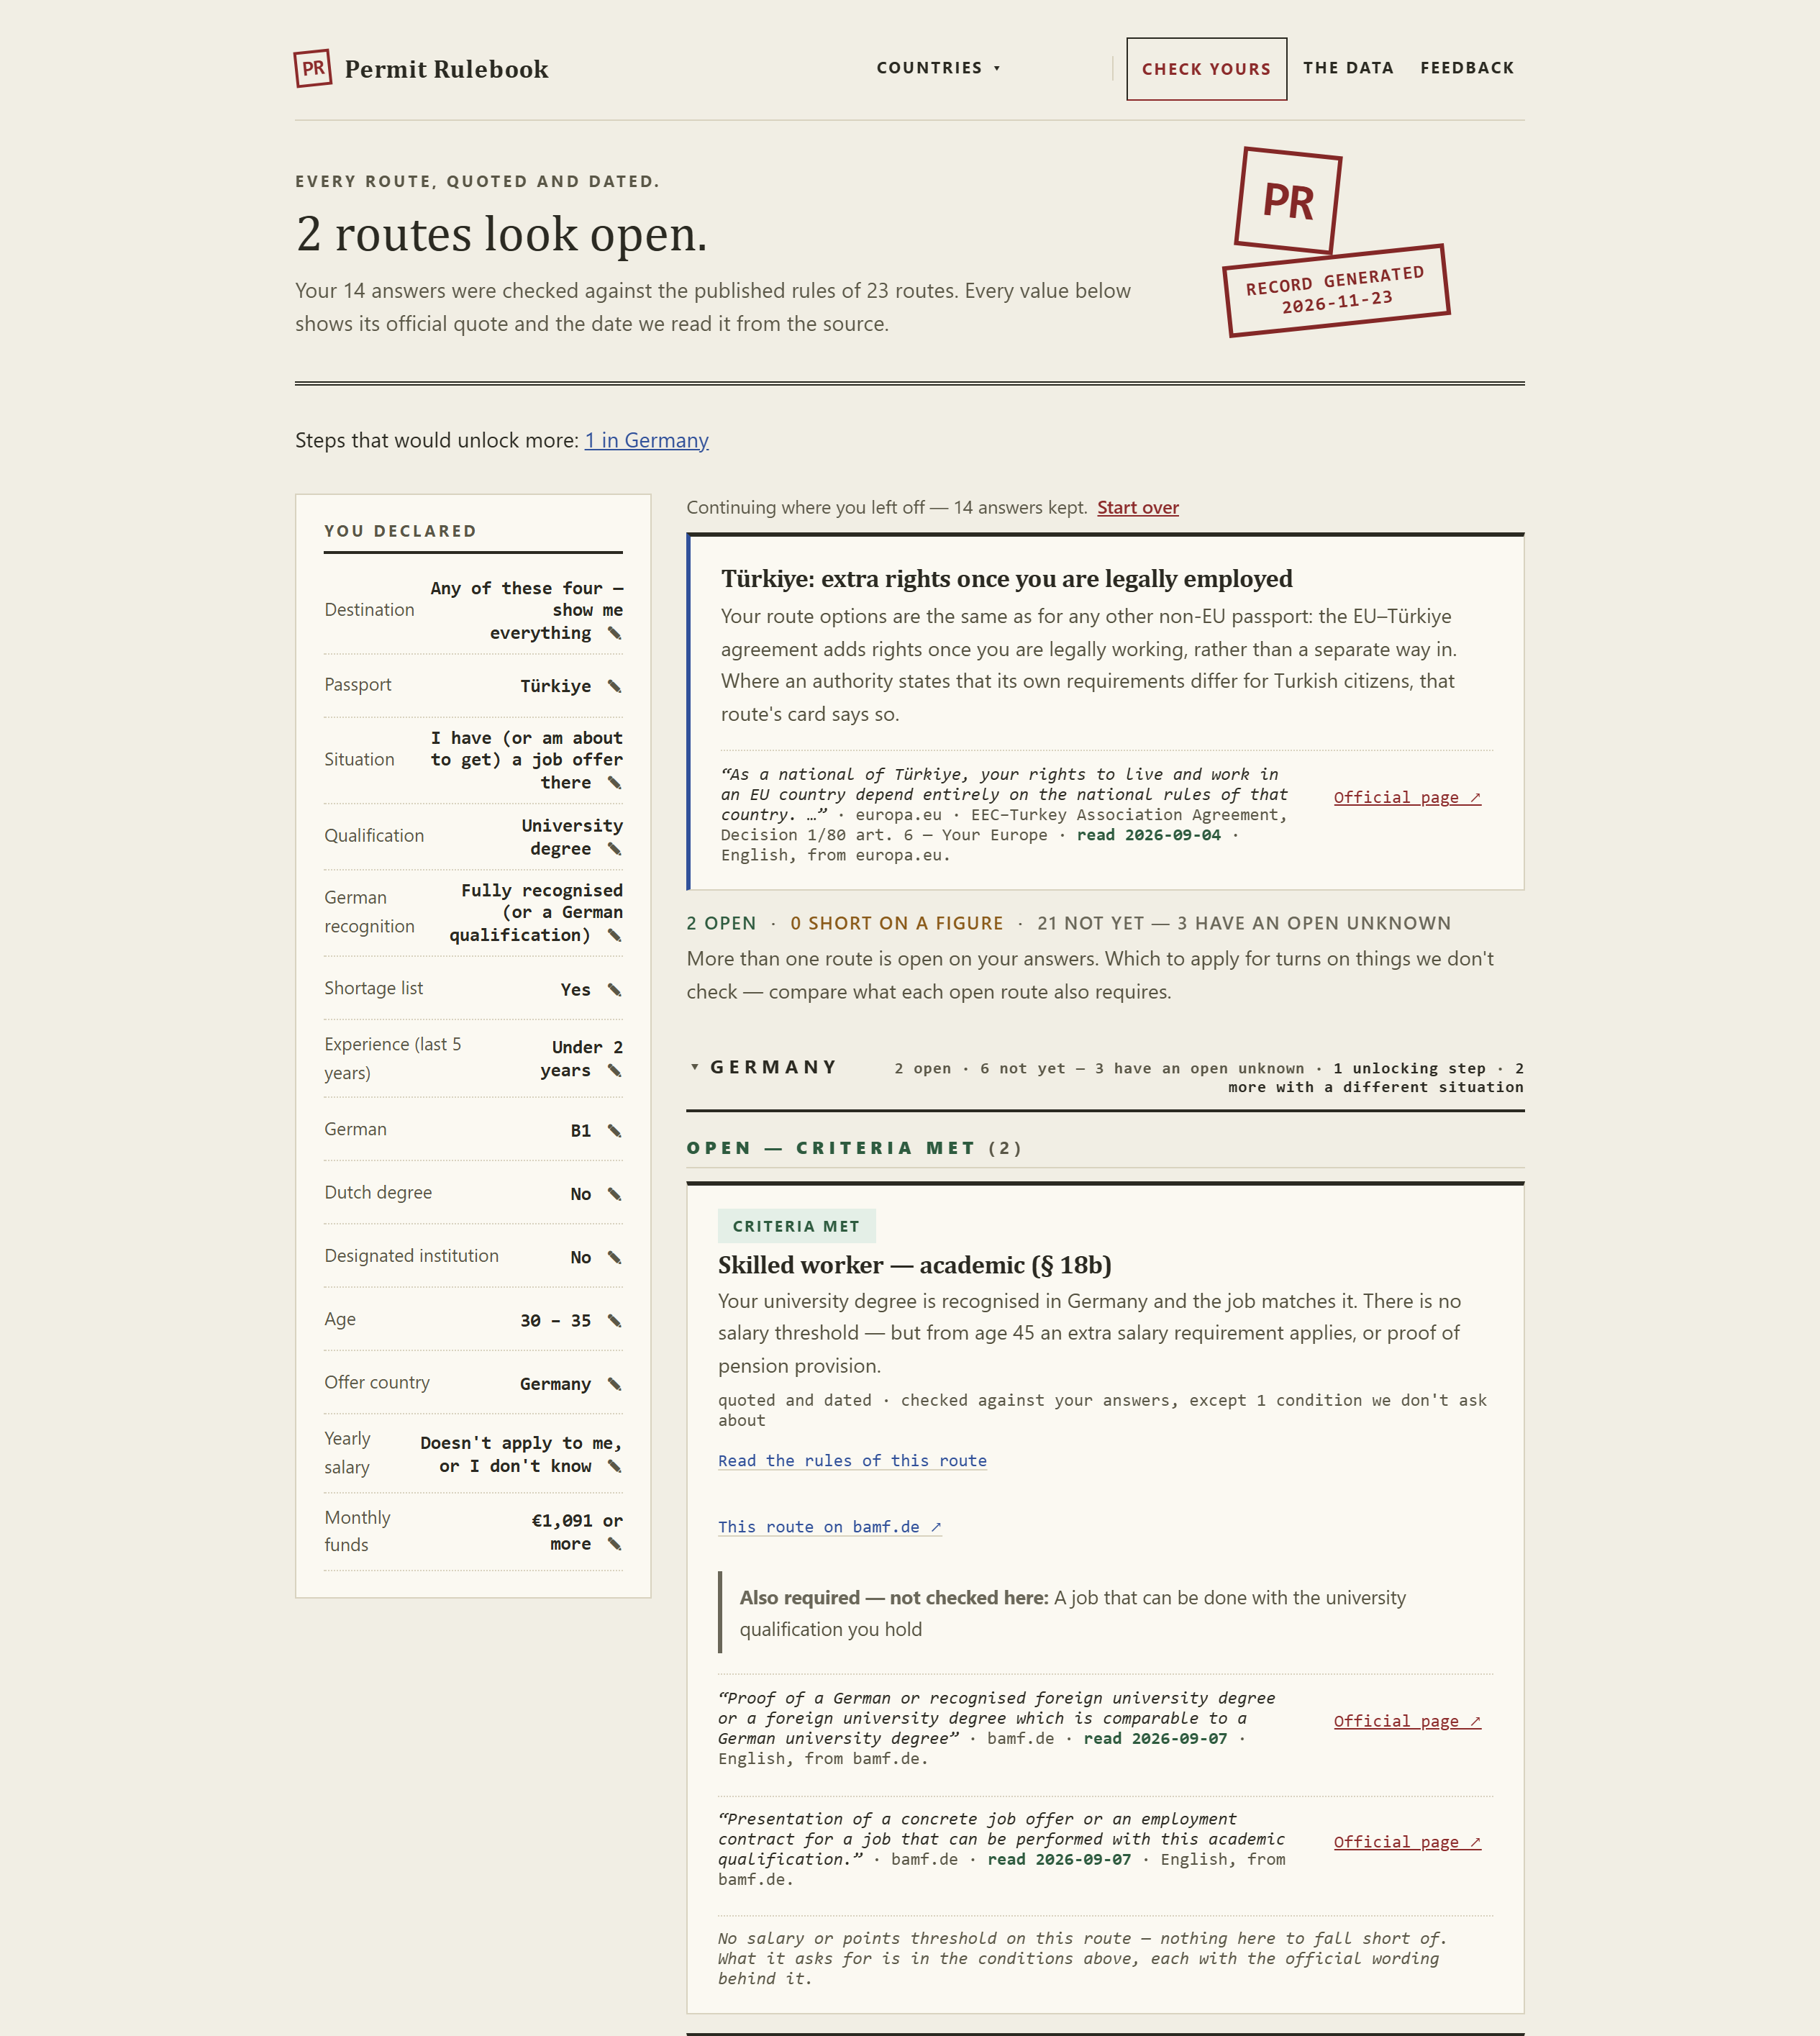 PR Permit Rulebook
COUNTRIES ▾
CHECK YOURS
THE DATA
FEEDBACK
EVERY ROUTE, QUOTED AND DATED.
2 routes look open.
Your 14 answers were checked against the published rules of 23 routes. Every value below
shows its official quote and the date we read it from the source.
PR
RECORD GENERATED
2026-11-23
Steps that would unlock more: 1 in Germany
YOU DECLARED
Destination
Any of these four —
show me
everything
Passport
Türkiye
Situation
I have (or am about
to get) a job offer
there
Qualification
University
degree
German
recognition
Fully recognised
(or a German
qualification)
Shortage list
Yes
Experience (last 5
years)
Under 2
years
German
B1
Dutch degree
No
Designated institution
No
Age
30 – 35
Offer country
Germany
Yearly
salary
Doesn't apply to me,
or I don't know
Monthly
funds
€1,091 or
more
Continuing where you left off — 14 answers kept. Start over
Türkiye: extra rights once you are legally employed
Your route options are the same as for any other non-EU passport: the EU–Türkiye
agreement adds rights once you are legally working, rather than a separate way in.
Where an authority states that its own requirements differ for Turkish citizens, that
route's card says so.
“As a national of Türkiye, your rights to live and work in
an EU country depend entirely on the national rules of that
country. …” · europa.eu · EEC–Turkey Association Agreement,
Decision 1/80 art. 6 — Your Europe · read 2026-09-04 ·
English, from europa.eu.
Official page ↗
2 OPEN · 0 SHORT ON A FIGURE · 21 NOT YET — 3 HAVE AN OPEN UNKNOWN
More than one route is open on your answers. Which to apply for turns on things we don't
check — compare what each open route also requires.
▾ GERMANY
2 open · 6 not yet — 3 have an open unknown · 1 unlocking step · 2
more with a different situation
OPEN — CRITERIA MET (2)
CRITERIA MET
Skilled worker — academic (§ 18b)
Your university degree is recognised in Germany and the job matches it. There is no
salary threshold — but from age 45 an extra salary requirement applies, or proof of
pension provision.
quoted and dated · checked against your answers, except 1 condition we don't ask
about
Read the rules of this route
This route on bamf.de ↗
Also required — not checked here: A job that can be done with the university
qualification you hold
“Proof of a German or recognised foreign university degree
or a foreign university degree which is comparable to a
German university degree” · bamf.de · read 2026-09-07 ·
English, from bamf.de.
Official page ↗
“Presentation of a concrete job offer or an employment
contract for a job that can be performed with this academic
qualification.” · bamf.de · read 2026-09-07 · English, from
bamf.de.
Official page ↗
No salary or points threshold on this route — nothing here to fall short of.
What it asks for is in the conditions above, each with the official wording
behind it.